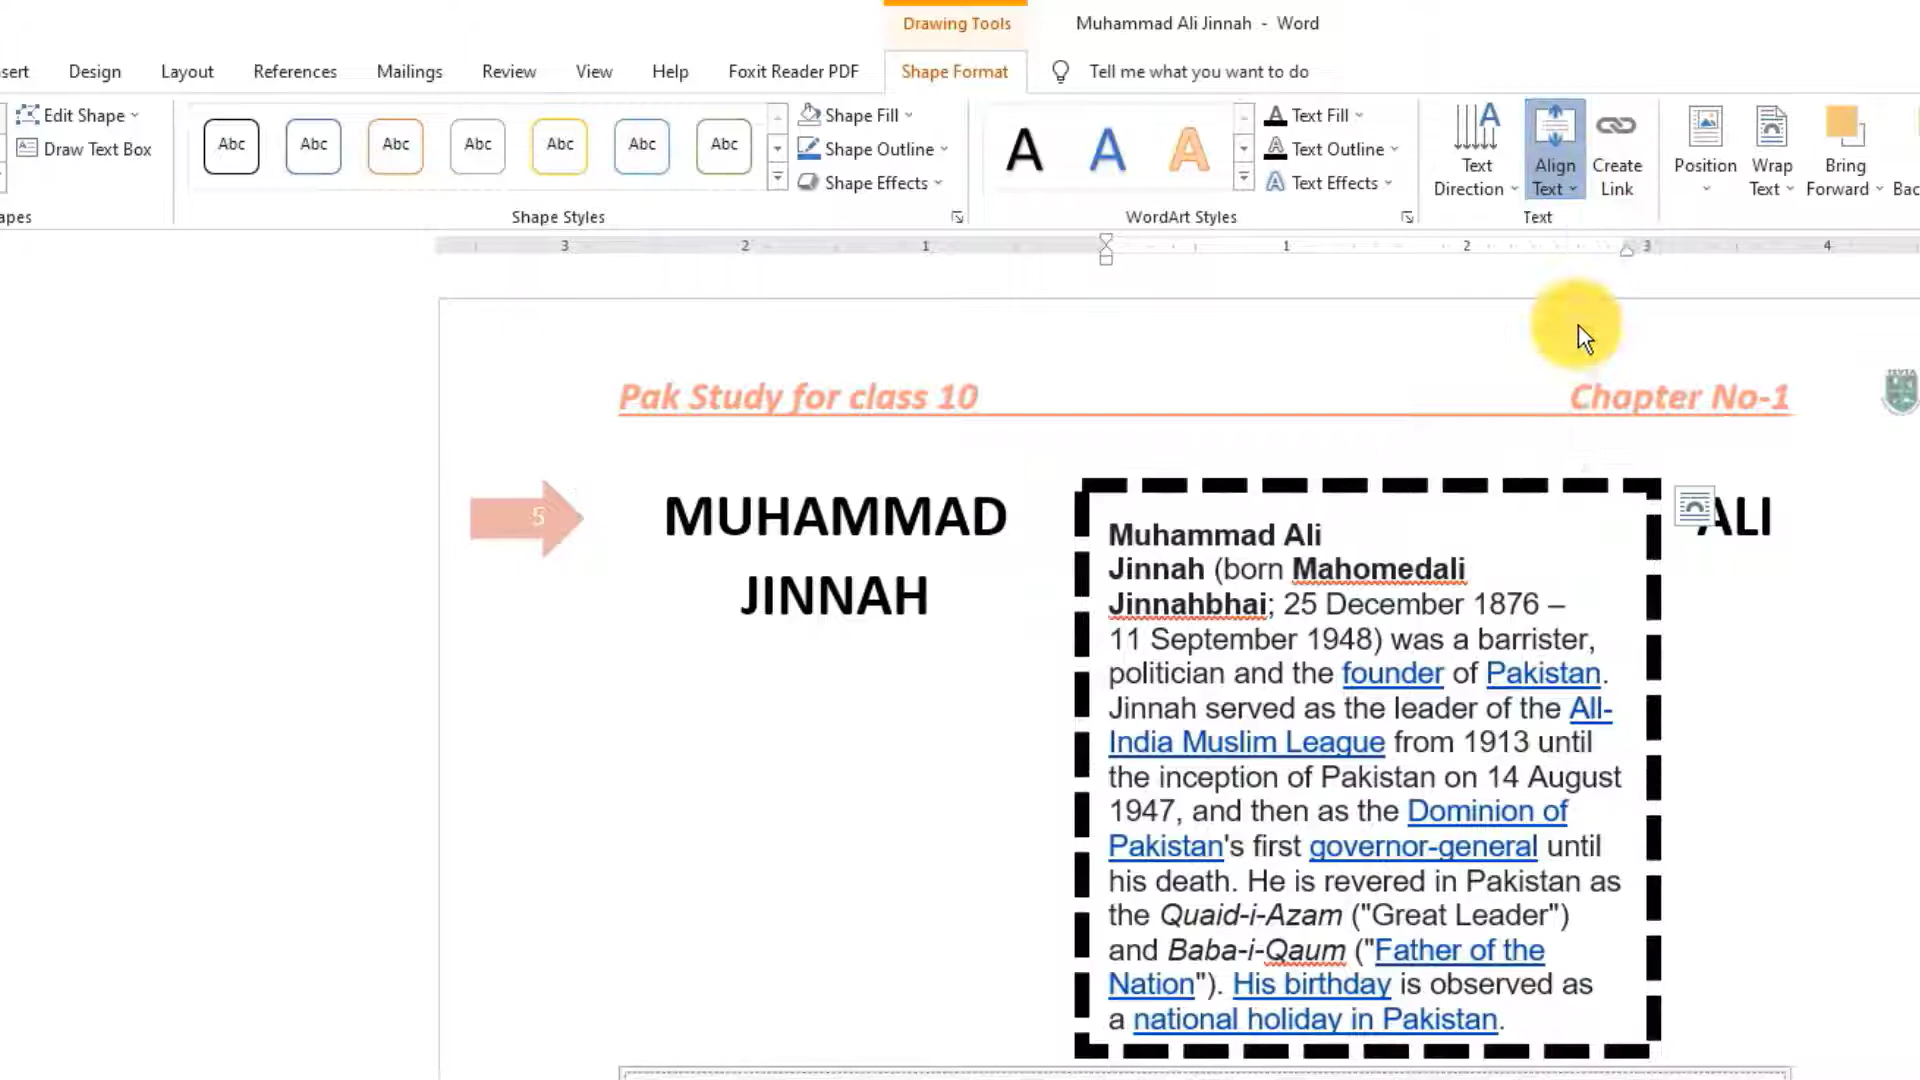 Drawing Tools
Muhammad Ali Jinnah - Word
sert Design Layout References Mailings Review View Help Foxit Reader PDF Shape Format Tell me what you want to do
Edit Shape
Draw Text Box
Abc Abc Abc Abc Abc Abc Abc
Shape Fill
Shape Outline
Shape Effects
A A A
Text Fill
Text Outline
Text Effects
Text Direction
Align Text
Create Link
Position
Wrap Text
Bring Forward
Bac
apes
Shape Styles
WordArt Styles
Text
3 2 1 1 2 3 4
Pak Study for class 10 Chapter No-1
5
MUHAMMAD ALI
JINNAH
Muhammad Ali
Jinnah (born Mahomedali
Jinnahbhai; 25 December 1876 –
11 September 1948) was a barrister,
politician and the founder of Pakistan.
Jinnah served as the leader of the All-
India Muslim League from 1913 until
the inception of Pakistan on 14 August
1947, and then as the Dominion of
Pakistan's first governor-general until
his death. He is revered in Pakistan as
the Quaid-i-Azam ("Great Leader")
and Baba-i-Qaum ("Father of the
Nation"). His birthday is observed as
a national holiday in Pakistan.